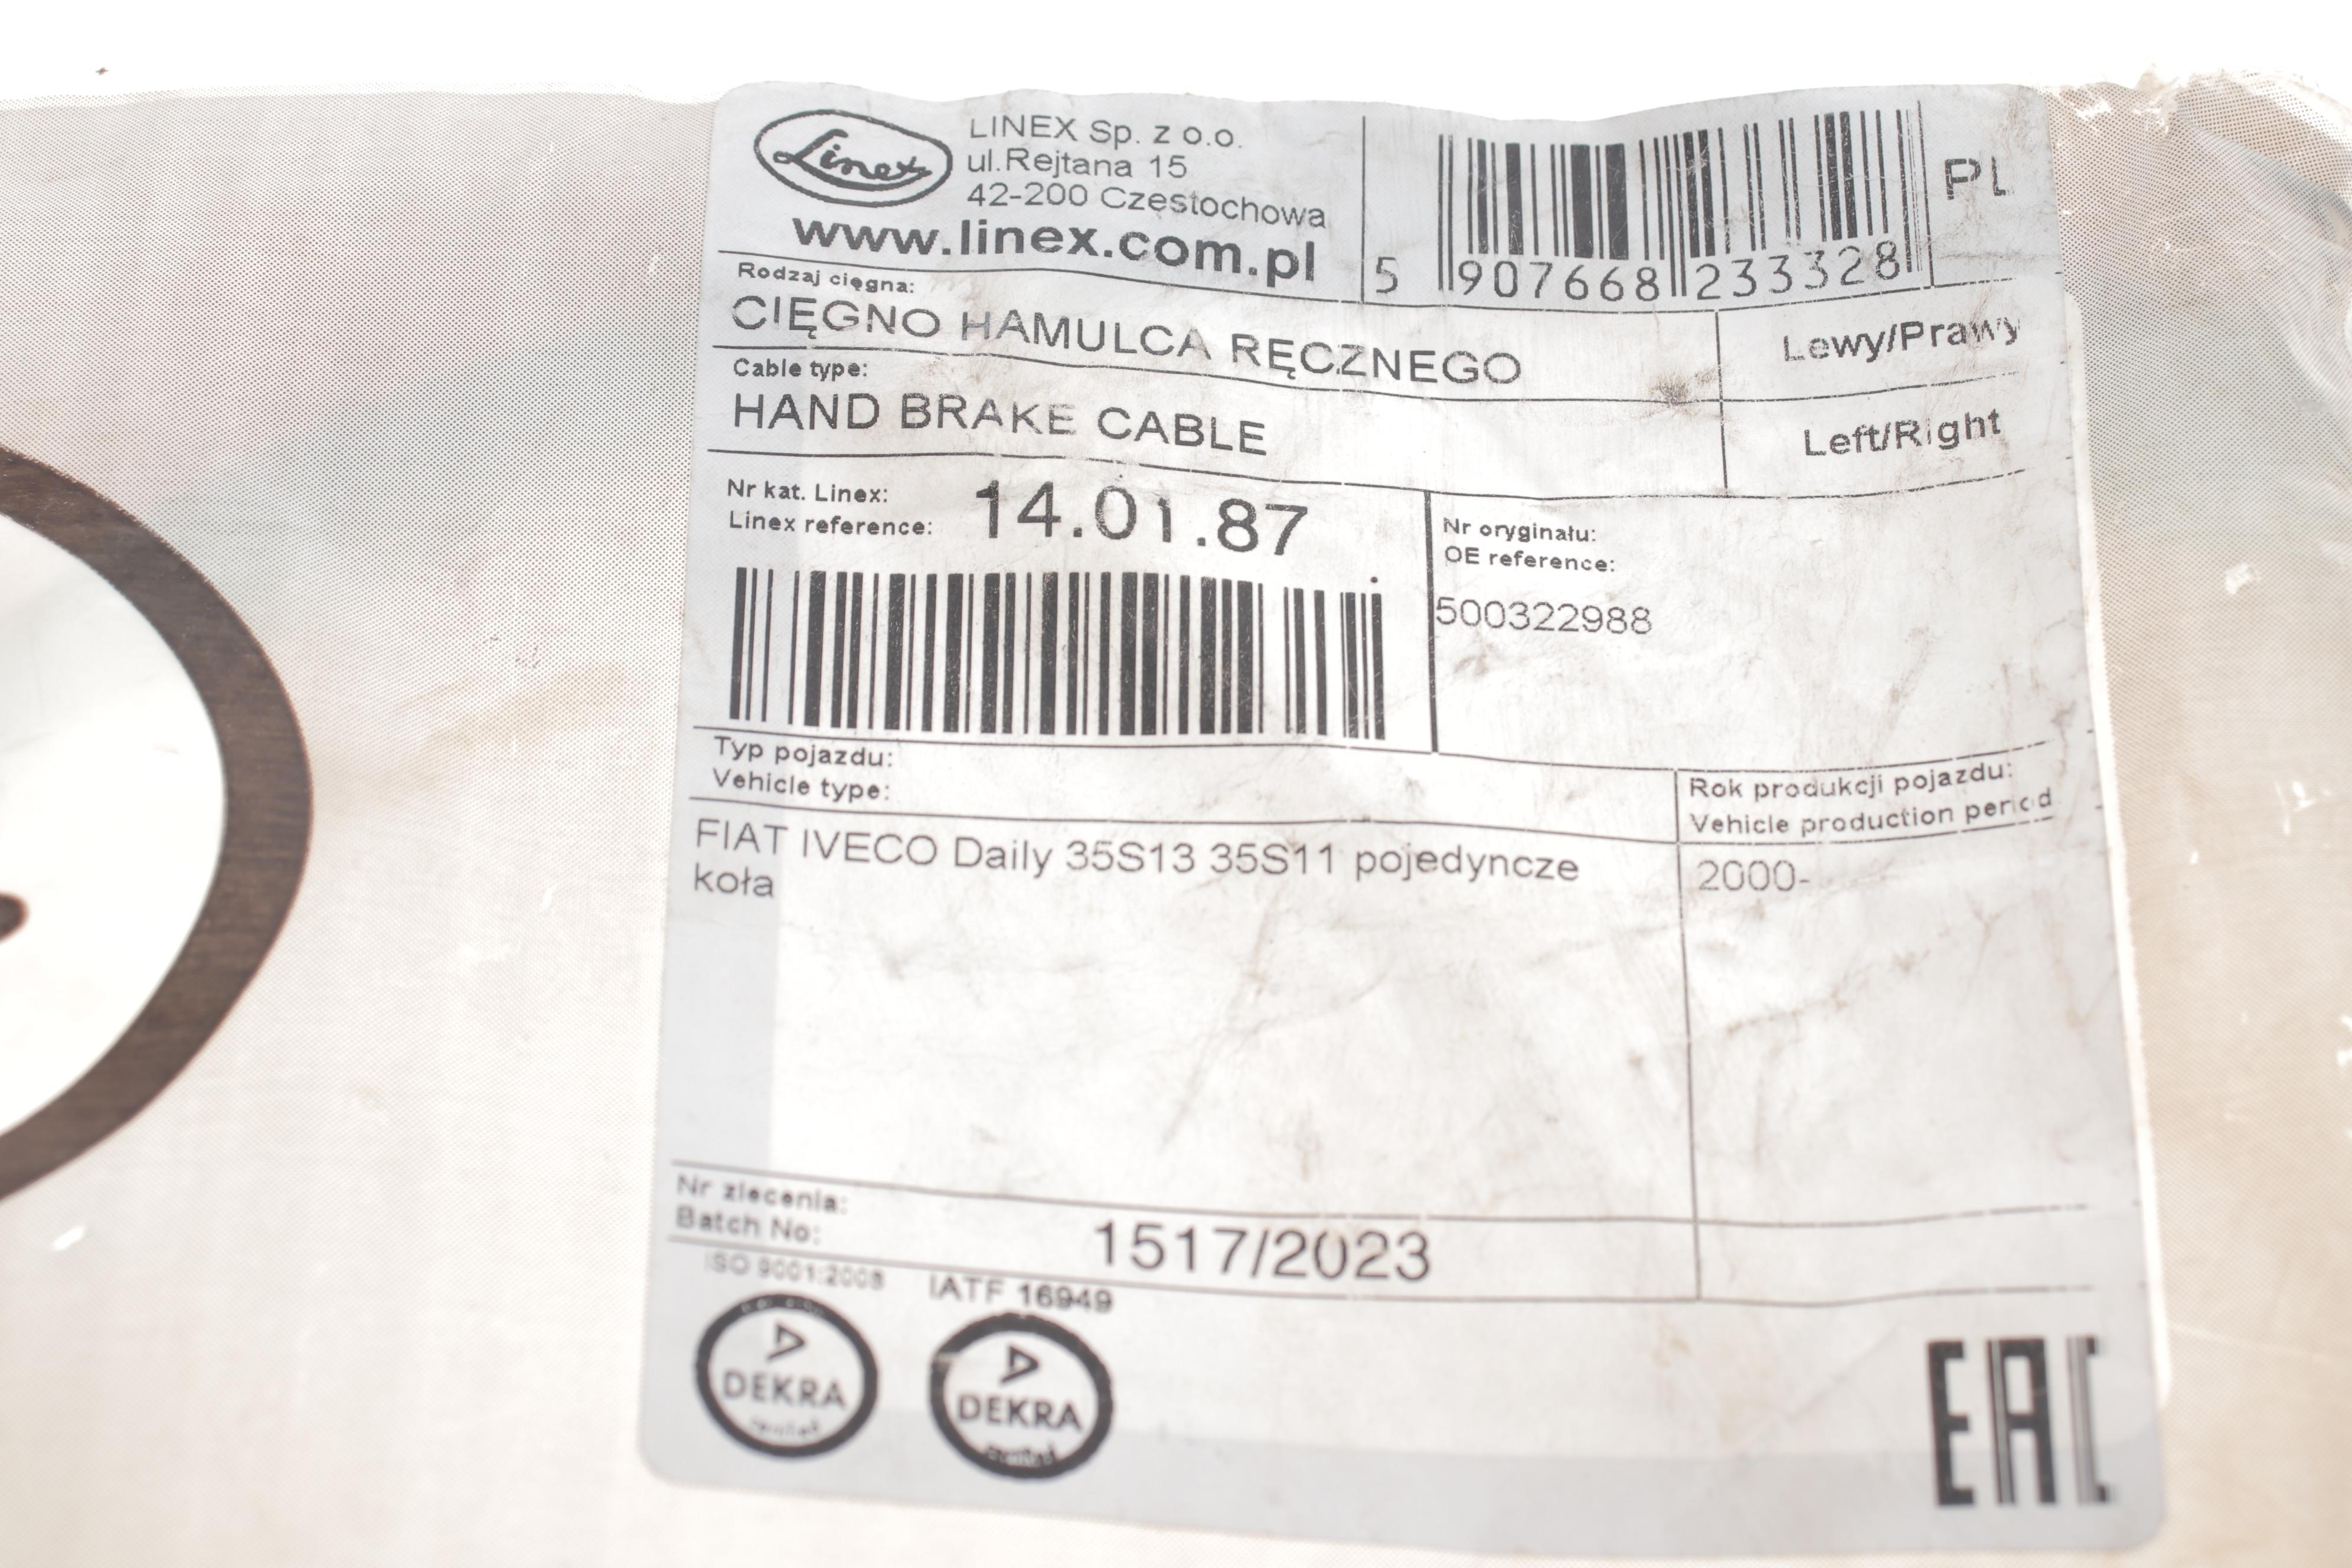 Linex
LINEX Sp. z o.o.
ul.Rejtana 15
42-200 Częstochowa
www.linex.com.pl
5 907668 233328
PL
Rodzaj cięgna:
CIĘGNO HAMULCA RĘCZNEGO
Lewy/Prawy
Cable type:
HAND BRAKE CABLE
Left/Right
Nr kat. Linex:
Linex reference:
14.01.87
Nr oryginału:
OE reference:
500322988
Typ pojazdu:
Vehicle type:
Rok produkcji pojazdu:
Vehicle production period
FIAT IVECO Daily 35S13 35S11 pojedyncze
koła
2000-
Nr zlecenia:
Batch No:
1517/2023
ISO 9001:2008
IATF 16949
DEKRA
DEKRA
EAC